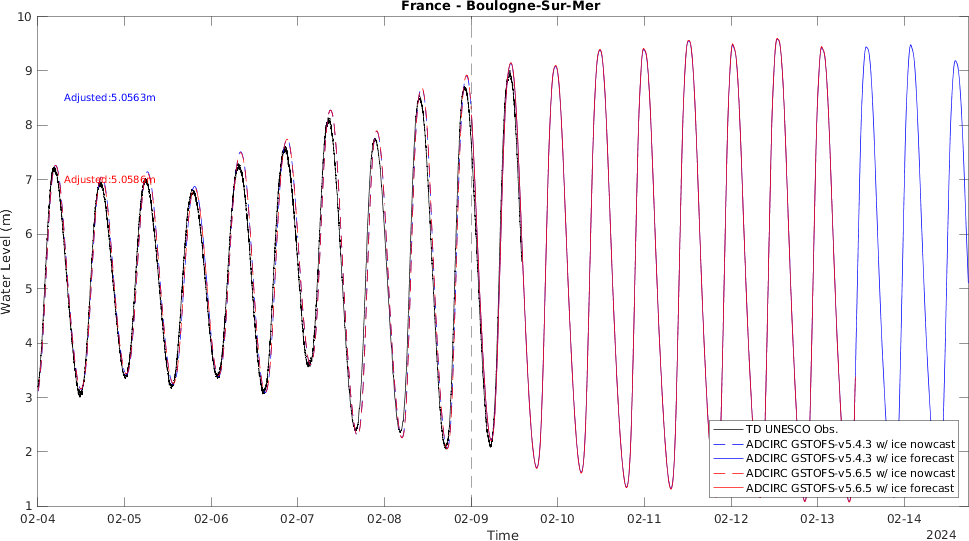 France - Boulogne-Sur-Mer
10
9
8
7
6
5
4
3
2
1
Water Level (m)
Adjusted:5.0563m
Adjusted:5.0586m
TD UNESCO Obs.
ADCIRC GSTOFS-v5.4.3 w/ ice nowcast
ADCIRC GSTOFS-v5.4.3 w/ ice forecast
ADCIRC GSTOFS-v5.6.5 w/ ice nowcast
ADCIRC GSTOFS-v5.6.5 w/ ice forecast
02-04 02-05 02-06 02-07 02-08 02-09 02-10 02-11 02-12 02-13 02-14
Time
2024